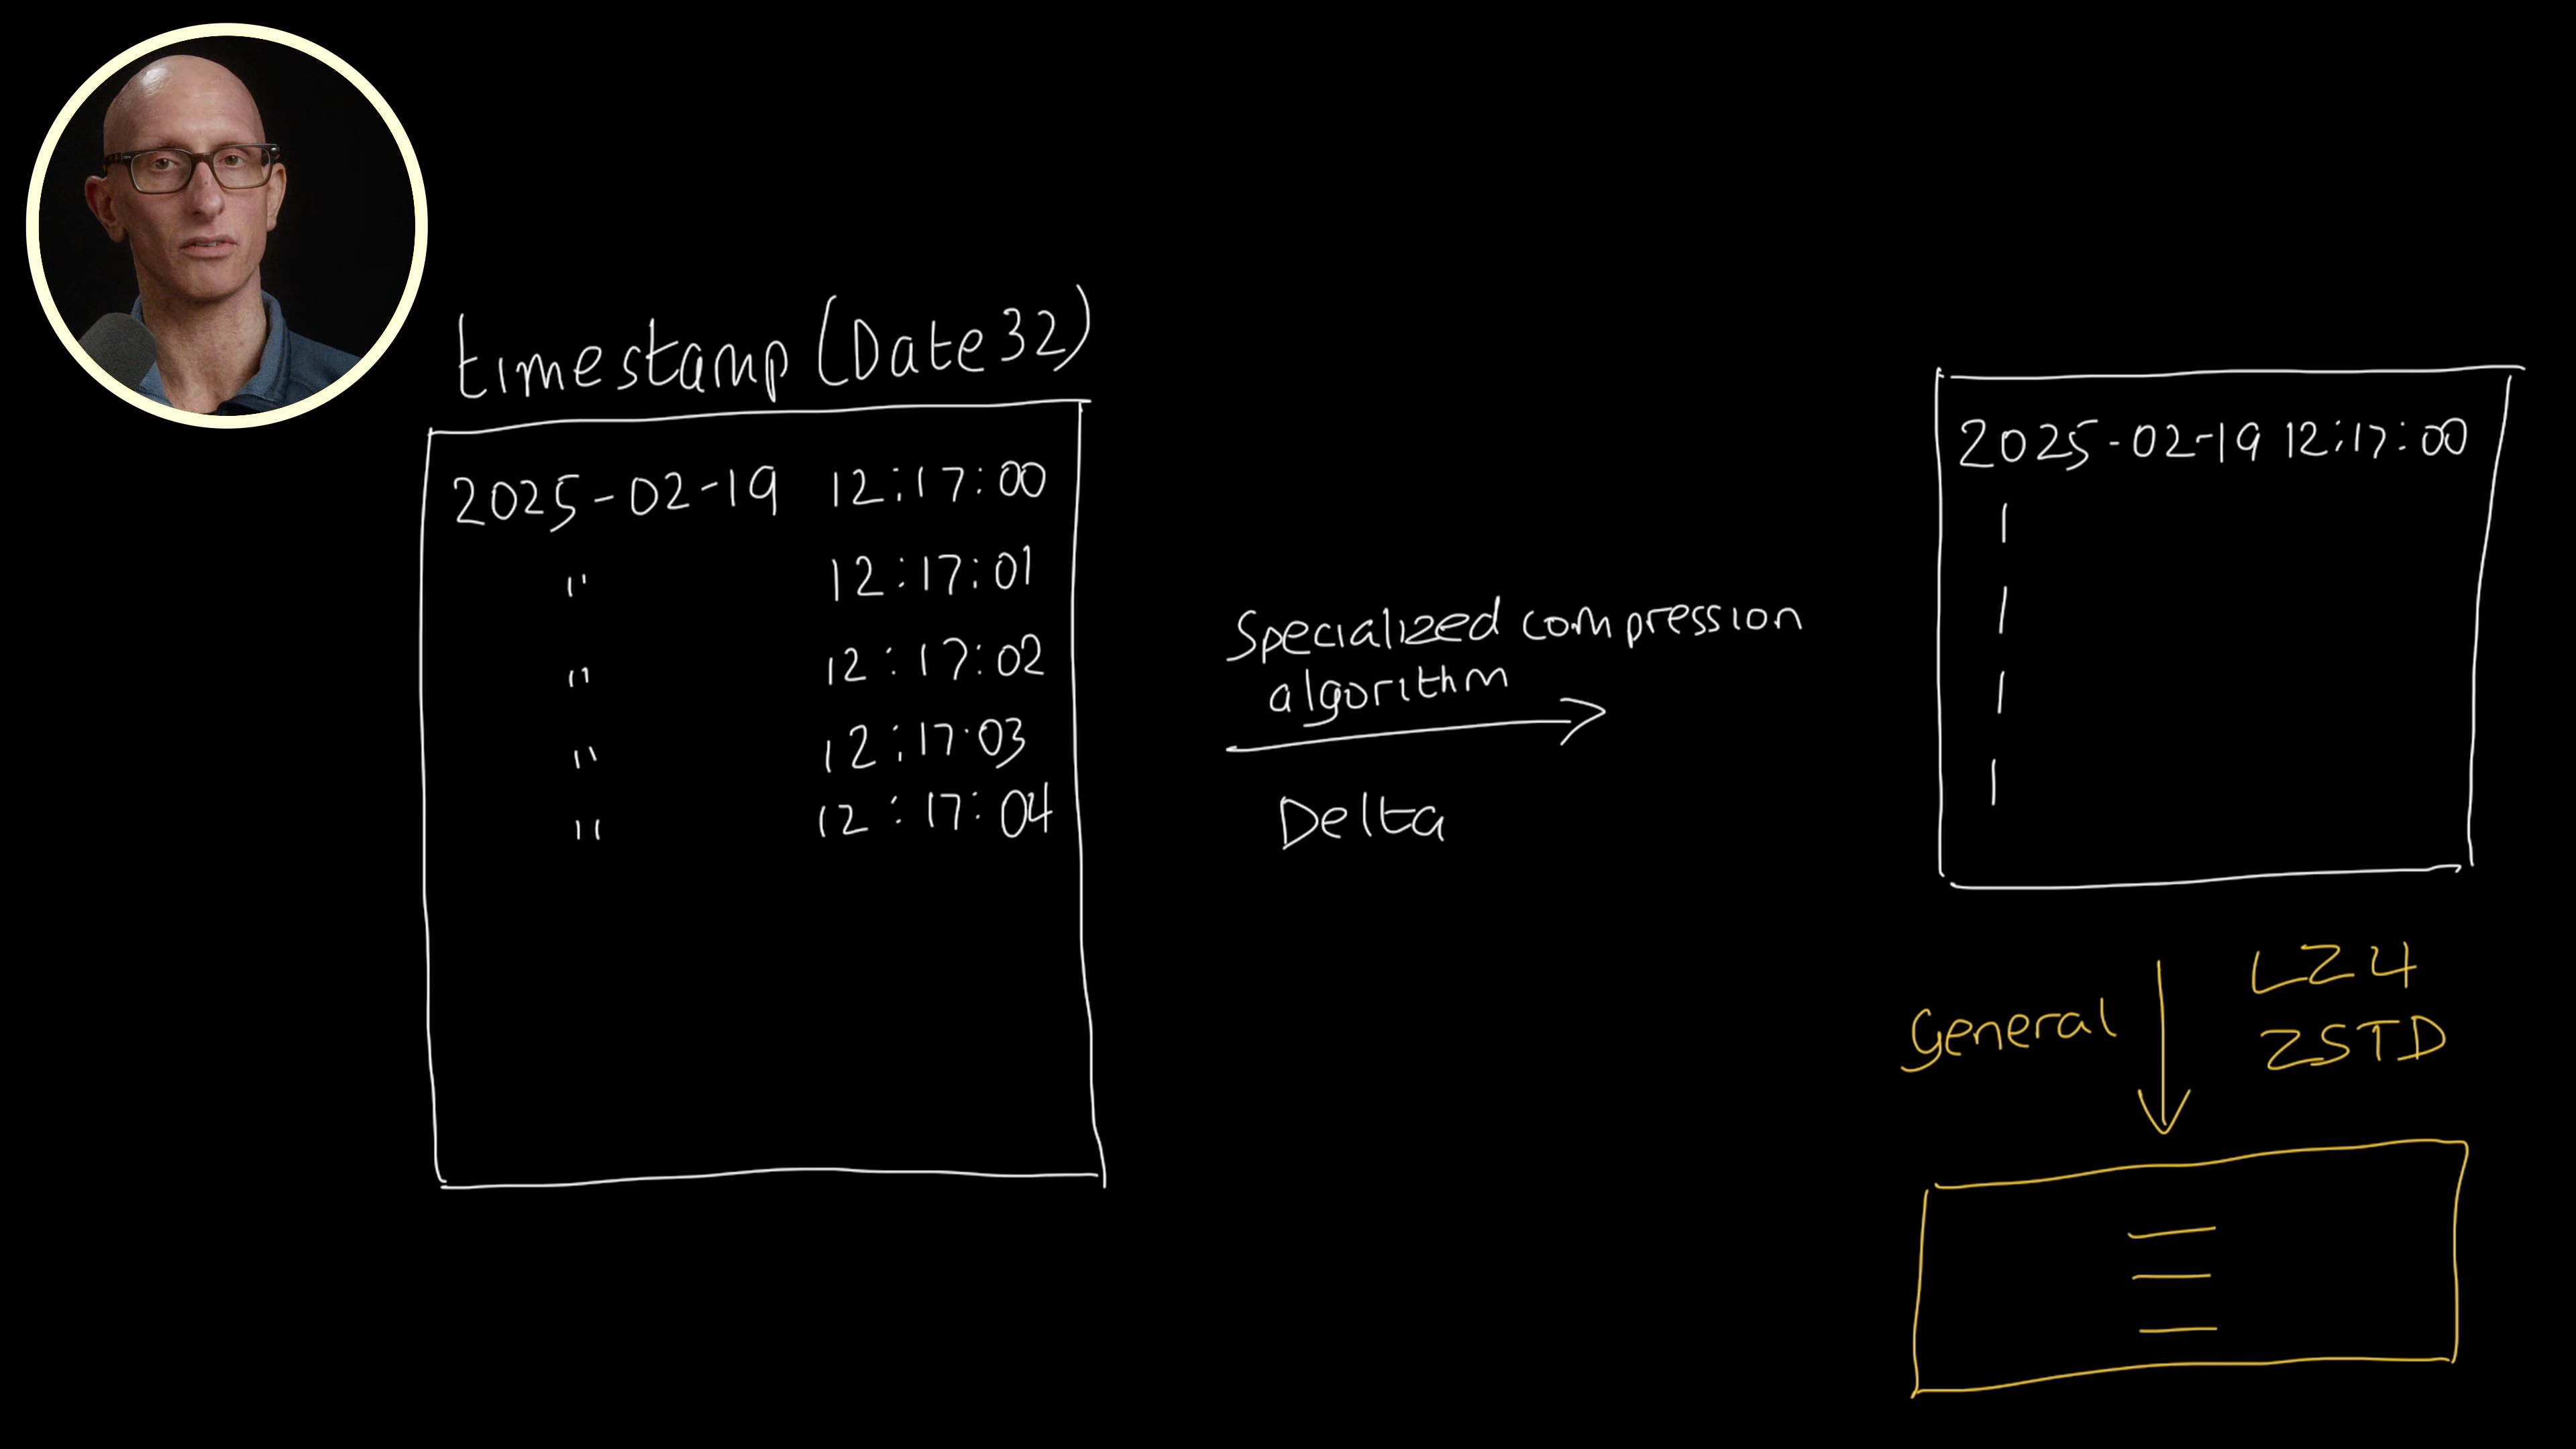 timestamp (Date32)
2025-02-19 12:17:00
" 12:17:01
" 12:17:02
" 12:17:03
" 12:17:04
Specialized compression
algorithm
Delta
2025-02-19 12:17:00
1
1
1
1
General
LZ4
ZSTD